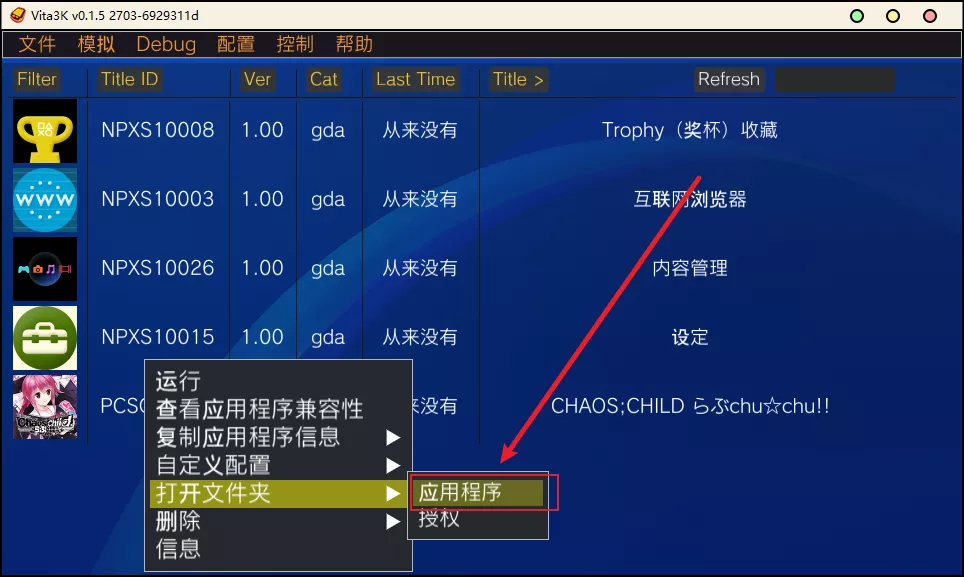 Vita3K v0.1.5 2703-6929311d
文件 模拟 Debug 配置 控制 帮助
Filter Title ID Ver Cat Last Time Title > Refresh
NPXS10008 1.00 gda 从来没有 Trophy（奖杯）收藏
WWW NPXS10003 1.00 gda 从来没有 互联网浏览器
NPXS10026 1.00 gda 从来没有 内容管理
NPXS10015 1.00 gda 从来没有 设定
PCSG 来没有 CHAOS;CHILD らぶchu☆chu!!
运行
查看应用程序兼容性
复制应用程序信息
自定义配置
打开文件夹
应用程序
删除
授权
信息